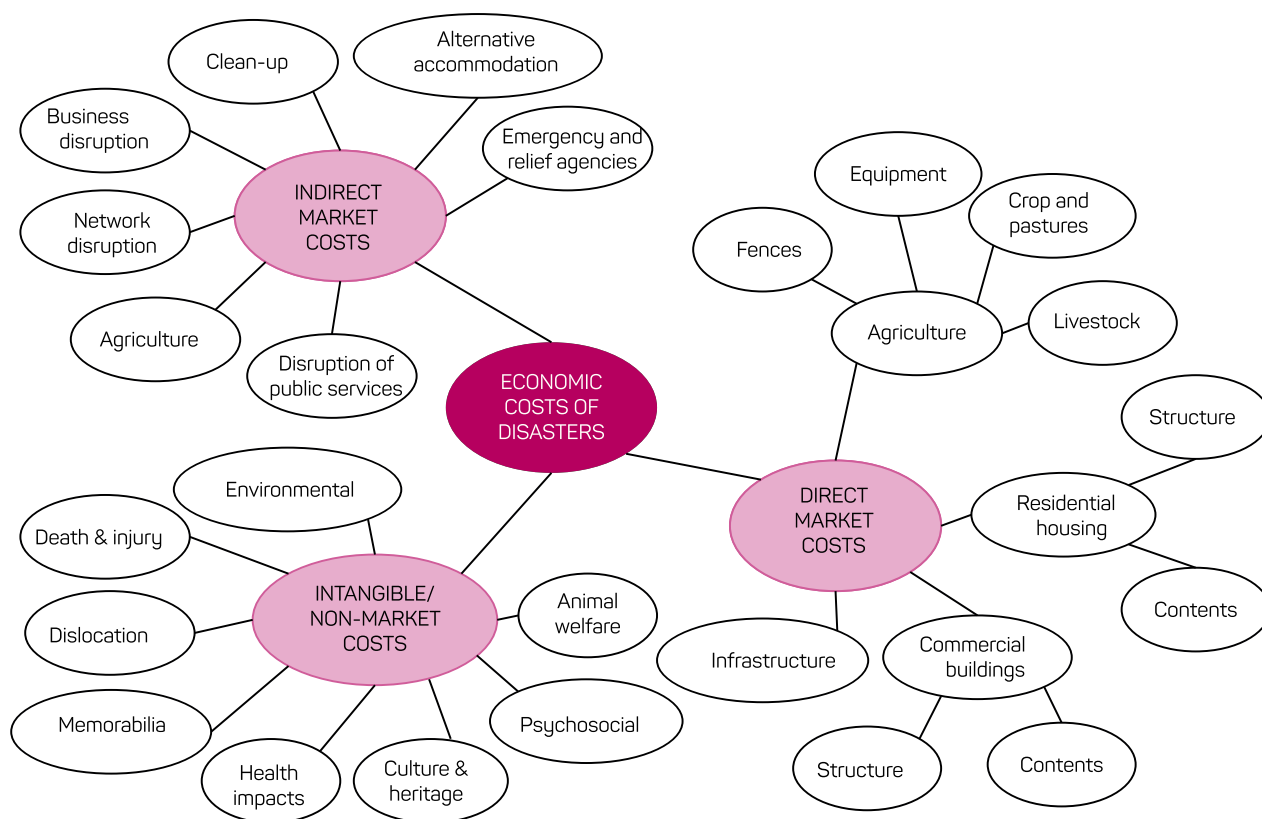 Clean-up
Alternative
accommodation
Business
disruption
Emergency and
relief agencies
INDIRECT
MARKET
COSTS
Network
disruption
Agriculture
Disruption of
public services
Equipment
Crop and
pastures
Fences
Agriculture
Livestock
ECONOMIC
COSTS OF
DISASTERS
Structure
Residential
housing
Contents
DIRECT
MARKET
COSTS
Infrastructure
Commercial
buildings
Structure
Contents
Environmental
Death & injury
INTANGIBLE/
NON-MARKET
COSTS
Animal
welfare
Dislocation
Memorabilia
Psychosocial
Health
impacts
Culture &
heritage